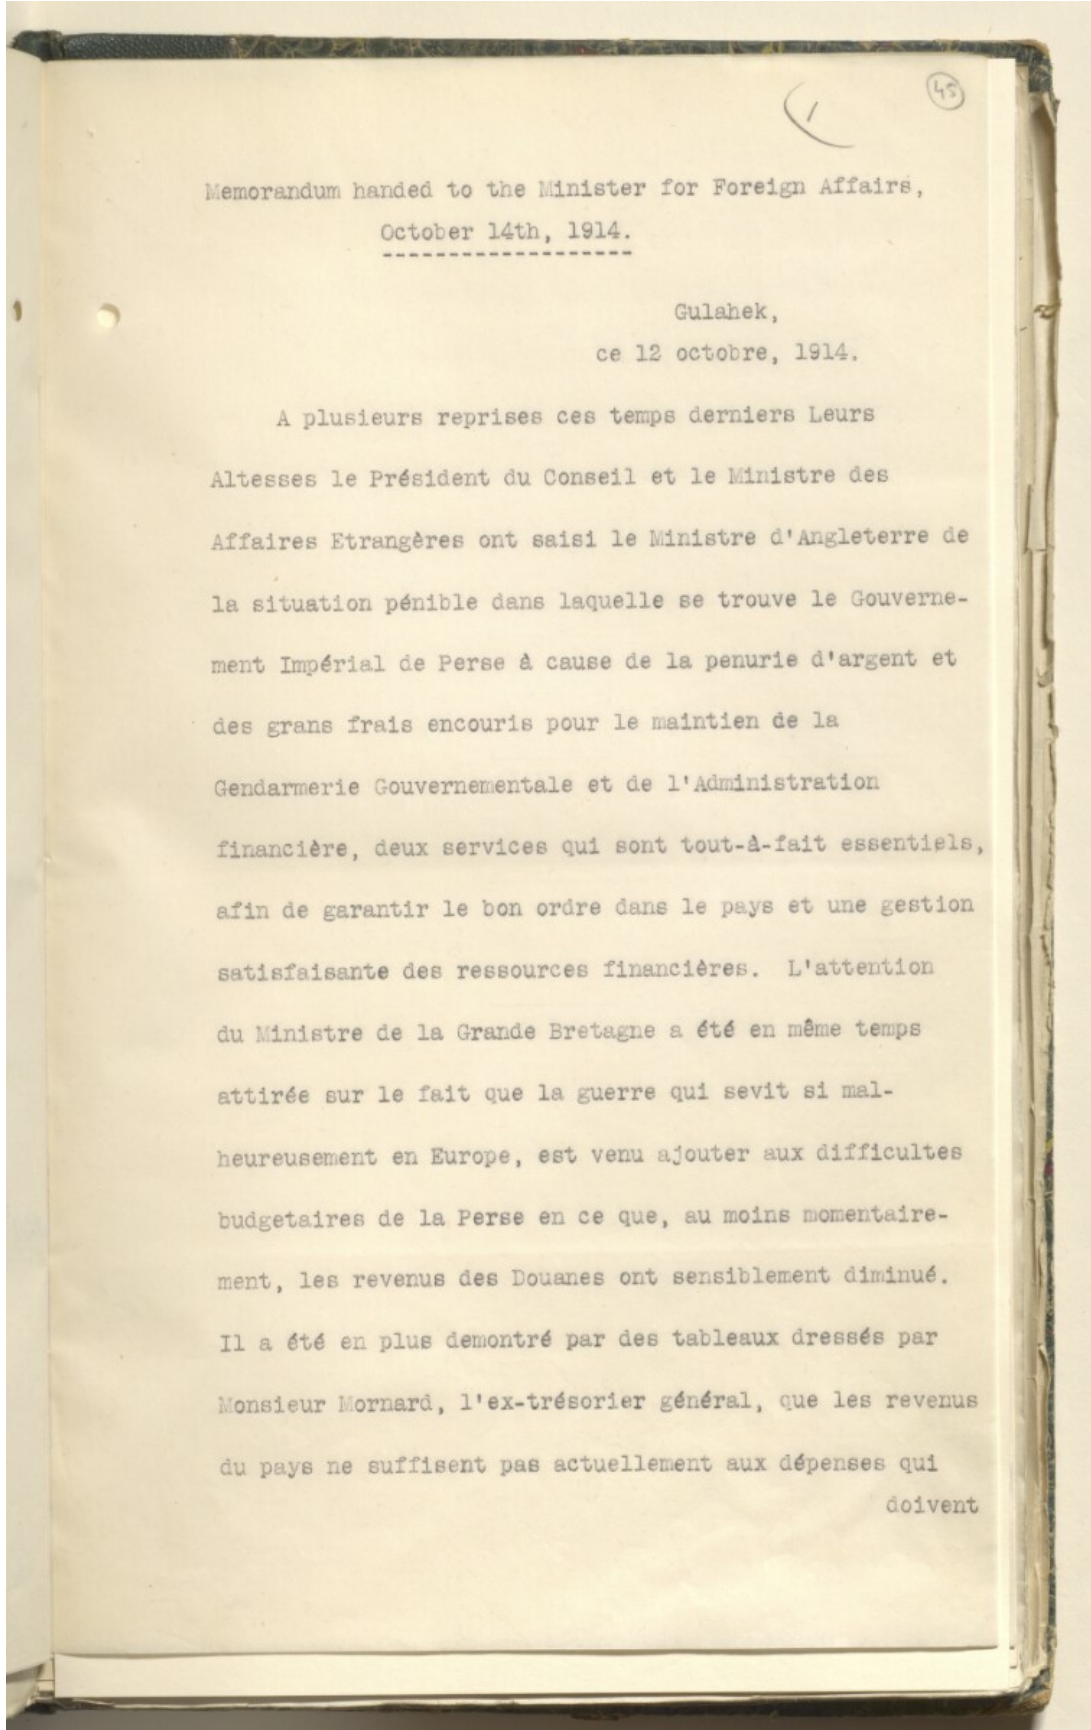 45
1
Memorandum handed to the Minister for Foreign Affairs,
October 14th, 1914.
Gulahek,
ce 12 octobre, 1914.
A plusieurs reprises ces temps derniers Leurs
Altesses le Président du Conseil et le Ministre des
Affaires Etrangères ont saisi le Ministre d'Angleterre de
la situation pénible dans laquelle se trouve le Gouverne-
ment Impérial de Perse à cause de la penurie d'argent et
des grans frais encouris pour le maintien de la
Gendarmerie Gouvernementale et de l'Administration
financière, deux services qui sont tout-à-fait essentiels,
afin de garantir le bon ordre dans le pays et une gestion
satisfaisante des ressources financières. L'attention
du Ministre de la Grande Bretagne a été en même temps
attirée sur le fait que la guerre qui sevit si mal-
heureusement en Europe, est venu ajouter aux difficultes
budgetaires de la Perse en ce que, au moins momentaire-
ment, les revenus des Douanes ont sensiblement diminué.
Il a été en plus demontré par des tableaux dressés par
Monsieur Mornard, l'ex-trésorier général, que les revenus
du pays ne suffisent pas actuellement aux dépenses qui
doivent